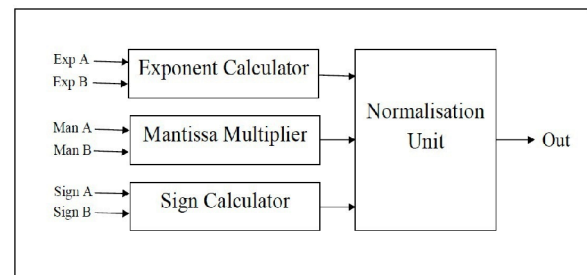 Exp A
Exp B
Exponent Calculator
Man A
Man B
Mantissa Multiplier
Sign A
Sign B
Sign Calculator
Normalisation
Unit
Out